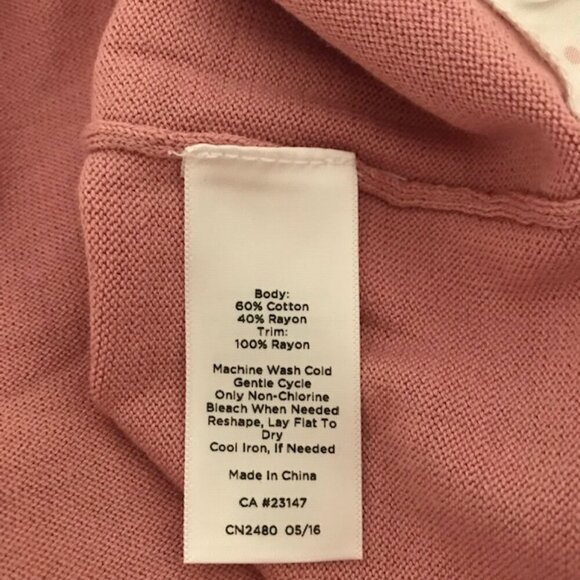 Body:
60% Cotton
40% Rayon
Trim:
100% Rayon
Machine Wash Cold
Gentle Cycle
Only Non-Chlorine
Bleach When Needed
Reshape, Lay Flat To
Dry
Cool Iron, If Needed
Made In China
CA #23147
CN2480 05/16